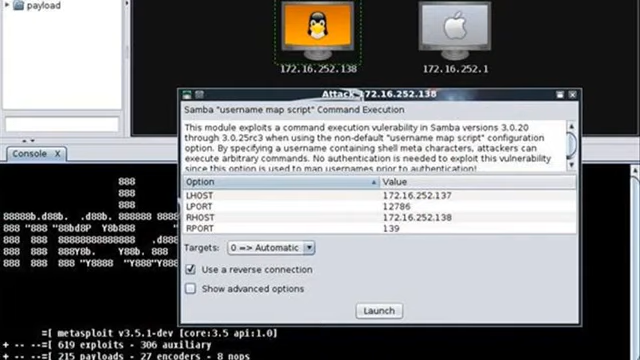 payload
172.16.252.138
172.16.252.1
Attack 172.16.252.138
Samba "username map script" Command Execution
This module exploits a command execution vulerability in Samba versions 3.0.20
through 3.0.25rc3 when using the non-default "username map script" configuration
option. By specifying a username containing shell meta characters, attackers can
execute arbitrary commands. No authentication is needed to exploit this vulnerability
since this option is used to map usernames prior to authentication!
Option Value
LHOST 172.16.252.137
LPORT 12786
RHOST 172.16.252.138
RPORT 139
Targets: 0 => Automatic
Use a reverse connection
Show advanced options
Launch
Console X
=[ metasploit v3.5.1-dev [core:3.5 api:1.0]
+ -- --=[ 619 exploits - 306 auxiliary
+ -- --=[ 215 payloads - 27 encoders - 8 nops